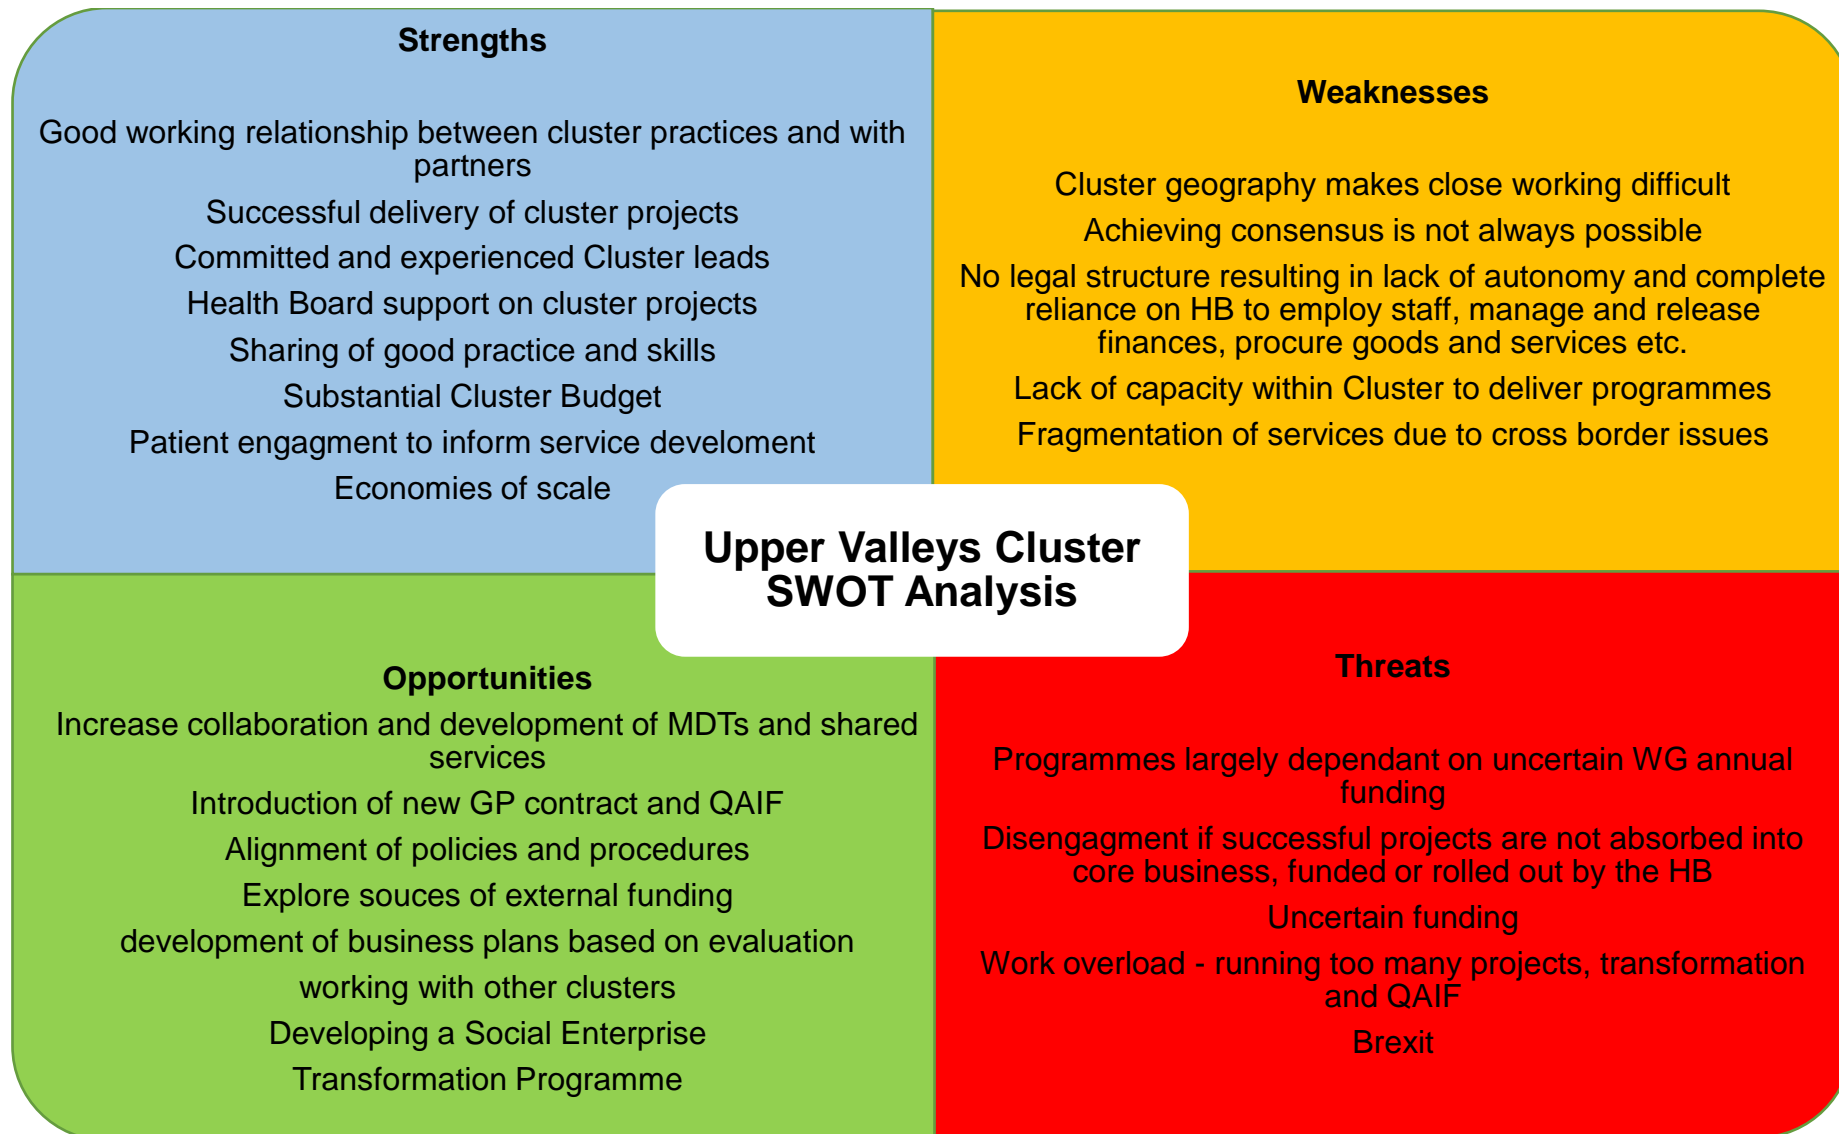 Strengths
Good working relationship between cluster practices and with
partners
Successful delivery of cluster projects
Committed and experienced Cluster leads
Health Board support on cluster projects
Sharing of good practice and skills
Substantial Cluster Budget
Patient engagment to inform service develoment
Economies of scale
Weaknesses
Cluster geography makes close working difficult
Achieving consensus is not always possible
No legal structure resulting in lack of autonomy and complete
reliance on HB to employ staff, manage and release
finances, procure goods and services etc.
Lack of capacity within Cluster to deliver programmes
Fragmentation of services due to cross border issues
Upper Valleys Cluster
SWOT Analysis
Opportunities
Increase collaboration and development of MDTs and shared
services
Introduction of new GP contract and QAIF
Alignment of policies and procedures
Explore souces of external funding
development of business plans based on evaluation
working with other clusters
Developing a Social Enterprise
Transformation Programme
Threats
Programmes largely dependant on uncertain WG annual
funding
Disengagment if successful projects are not absorbed into
core business, funded or rolled out by the HB
Uncertain funding
Work overload - running too many projects, transformation
and QAIF
Brexit